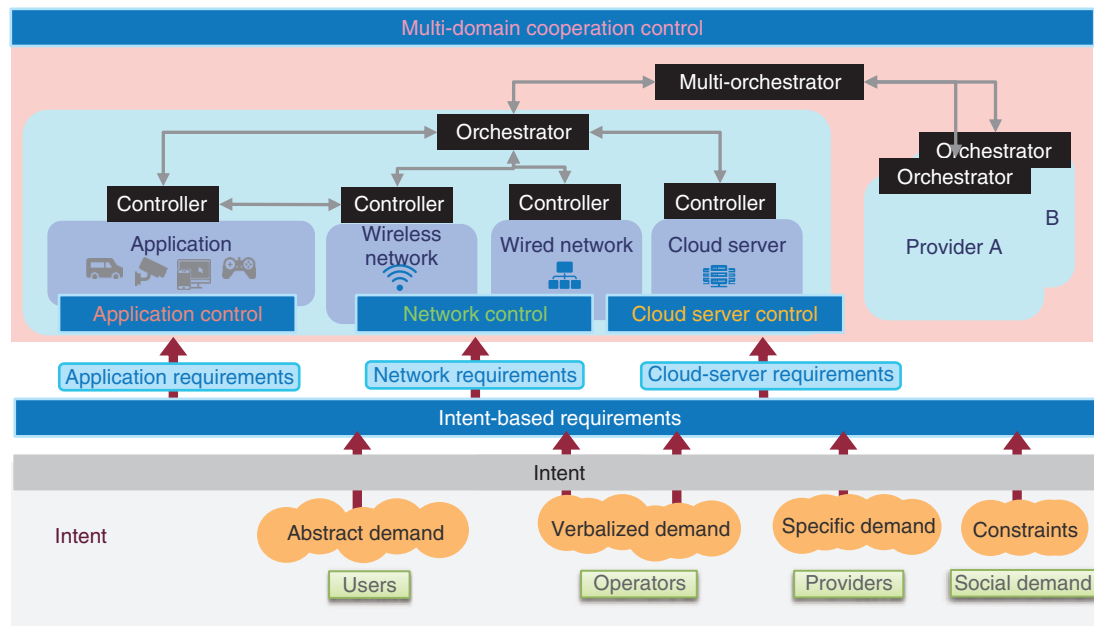 Multi-domain cooperation control
Multi-orchestrator
Orchestrator
Orchestrator
Orchestrator
Controller
Controller
Controller
Controller
Application
Wireless
network
Wired network
Cloud server
Provider A
B
Application control
Network control
Cloud server control
Application requirements
Network requirements
Cloud-server requirements
Intent-based requirements
Intent
Intent
Abstract demand
Verbalized demand
Specific demand
Constraints
Users
Operators
Providers
Social demand